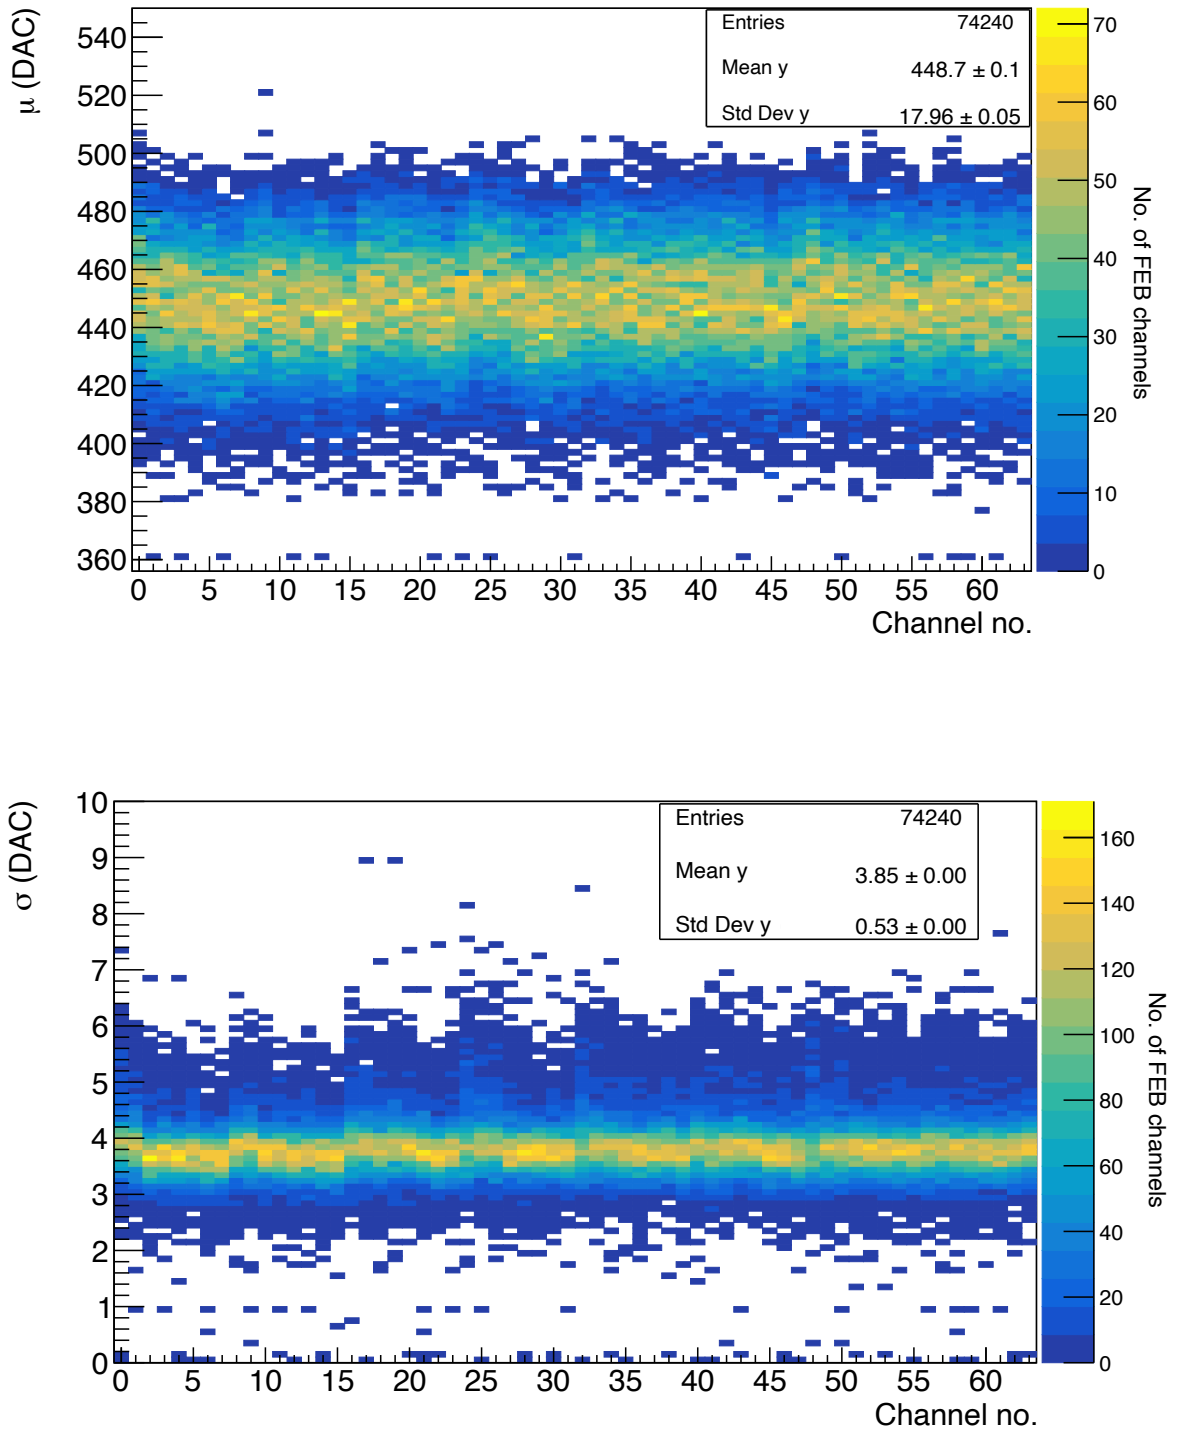 μ (DAC)
540
520
500
480
460
440
420
400
380
360
0 5 10 15 20 25 30 35 40 45 50 55 60
Channel no.
Entries 74240
Mean y 448.7 ± 0.1
Std Dev y 17.96 ± 0.05
70
60
50
40
30
20
10
0
No. of FEB channels
σ (DAC)
10
9
8
7
6
5
4
3
2
1
0
0 5 10 15 20 25 30 35 40 45 50 55 60
Channel no.
Entries 74240
Mean y 3.85 ± 0.00
Std Dev y 0.53 ± 0.00
160
140
120
100
80
60
40
20
0
No. of FEB channels